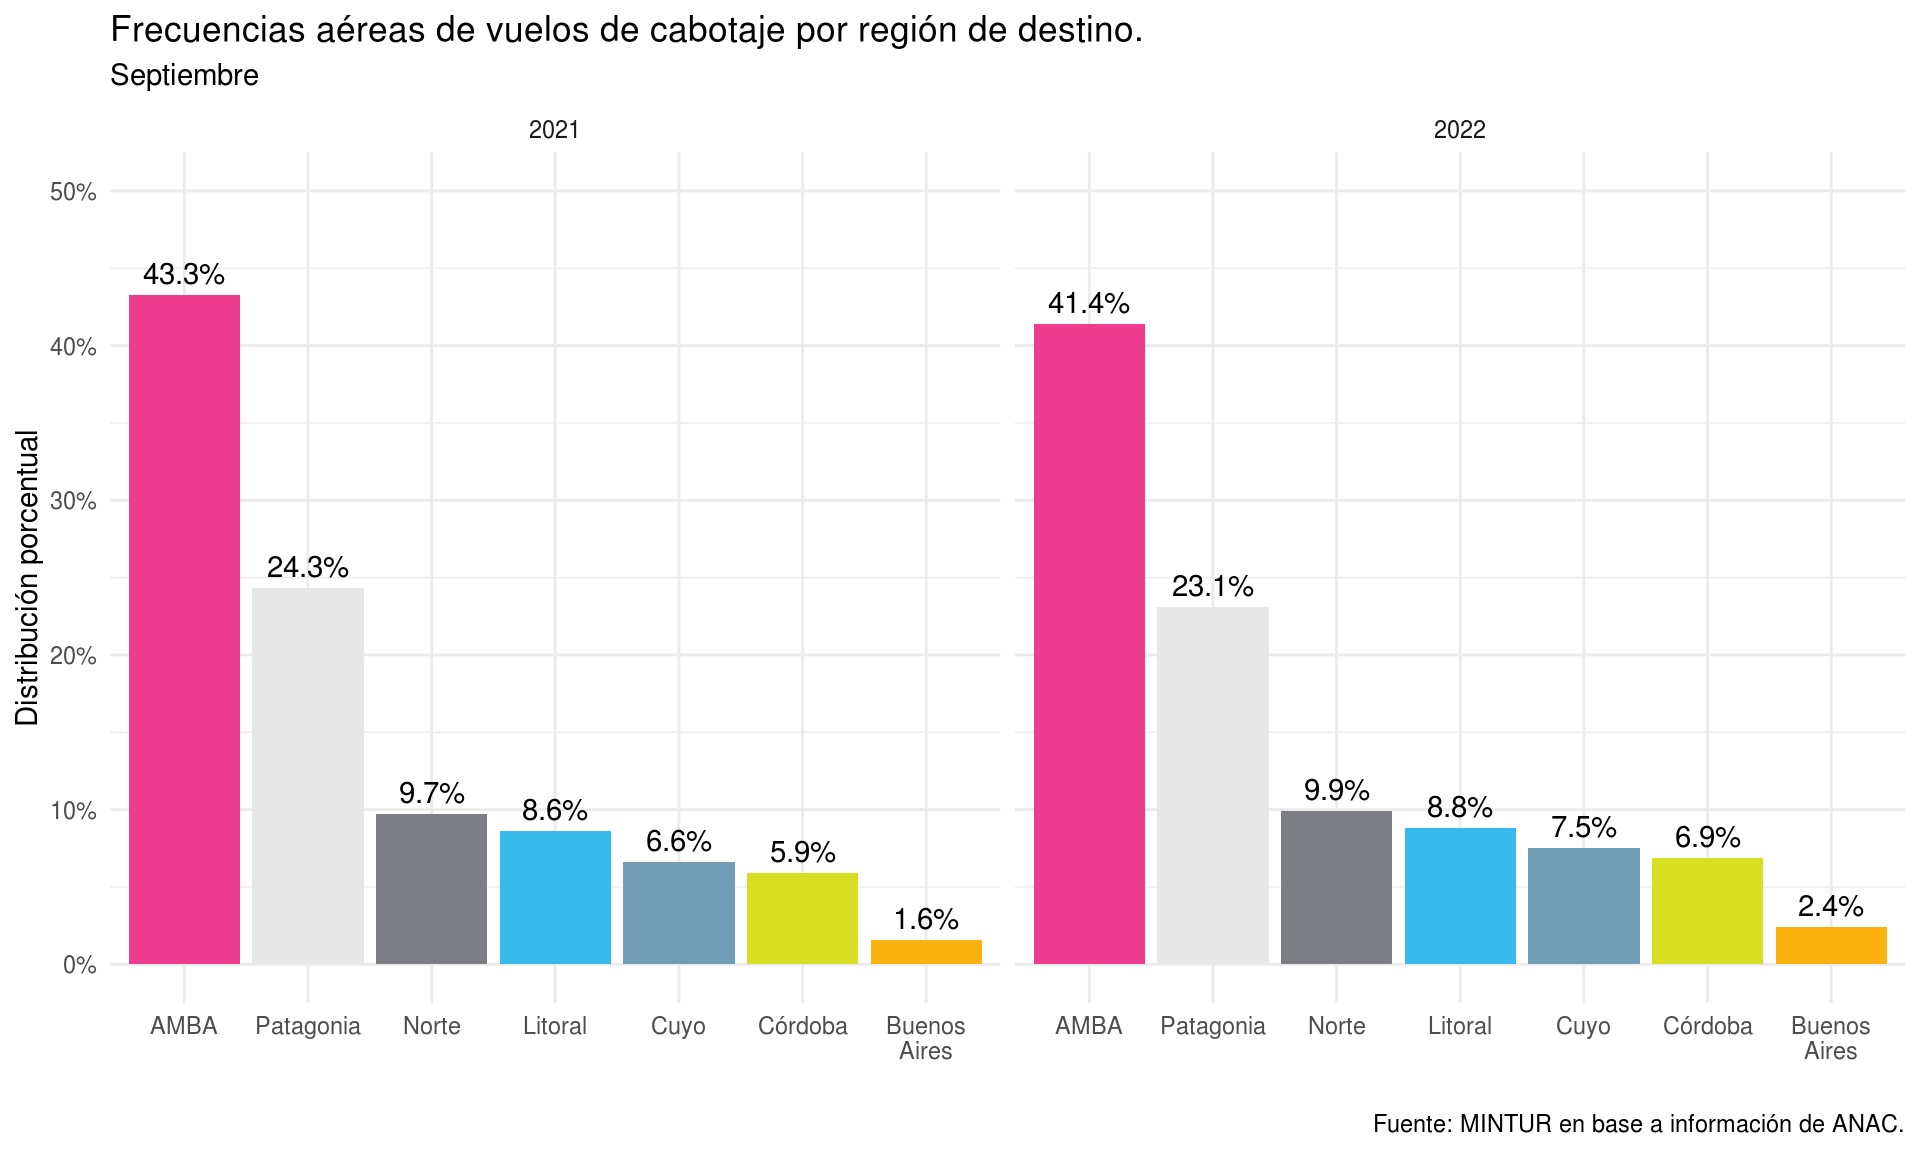 Frecuencias aéreas de vuelos de cabotaje por región de destino.
Septiembre
2021
2022
Distribución porcentual
50%
40%
30%
20%
10%
0%
43.3%
24.3%
9.7%
8.6%
6.6%
5.9%
1.6%
41.4%
23.1%
9.9%
8.8%
7.5%
6.9%
2.4%
AMBA
Patagonia
Norte
Litoral
Cuyo
Córdoba
Buenos
Aires
AMBA
Patagonia
Norte
Litoral
Cuyo
Córdoba
Buenos
Aires
Fuente: MINTUR en base a información de ANAC.